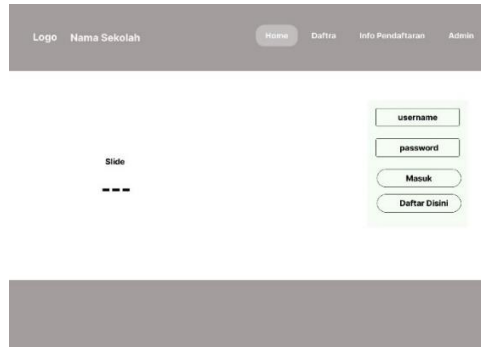 Logo Nama Sekolah Home Daftra Info Pendaftaran Admin
username
password
Slide
Masuk
Daftar Disini